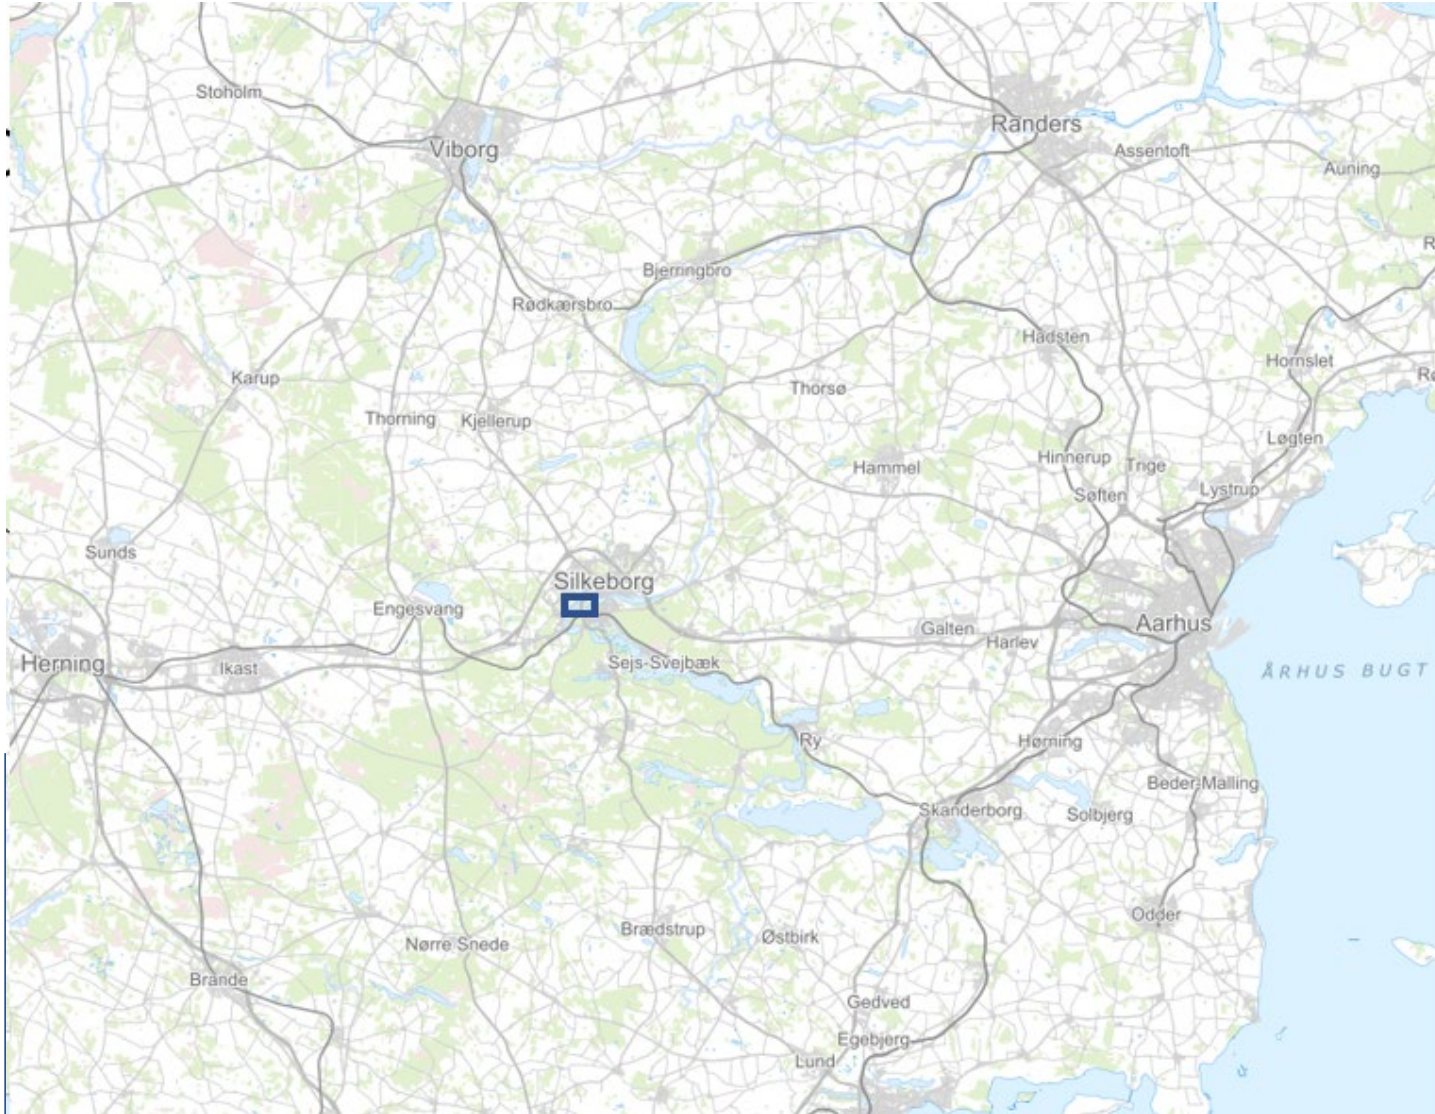 Stoholm
Viborg
Randers
Assentoft
Auning
Bjerringbro
Rødkærsbro
Hadsten
Hornslet
Karup
Thorsø
Thorning
Kjellerup
Løgten
Hinnerup
Trige
Hammel
Lystrup
Søften
Sunds
Silkeborg
Engesvang
Aarhus
Galten
Harlev
Herning
Ikast
Sejs-Svejbæk
ÅRHUS BUGT
Ry
Hørning
Beder-Malling
Skanderborg
Solbjerg
Odder
Brædstrup
Østbirk
Nørre Snede
Brande
Gedved
Egebjerg
Lund